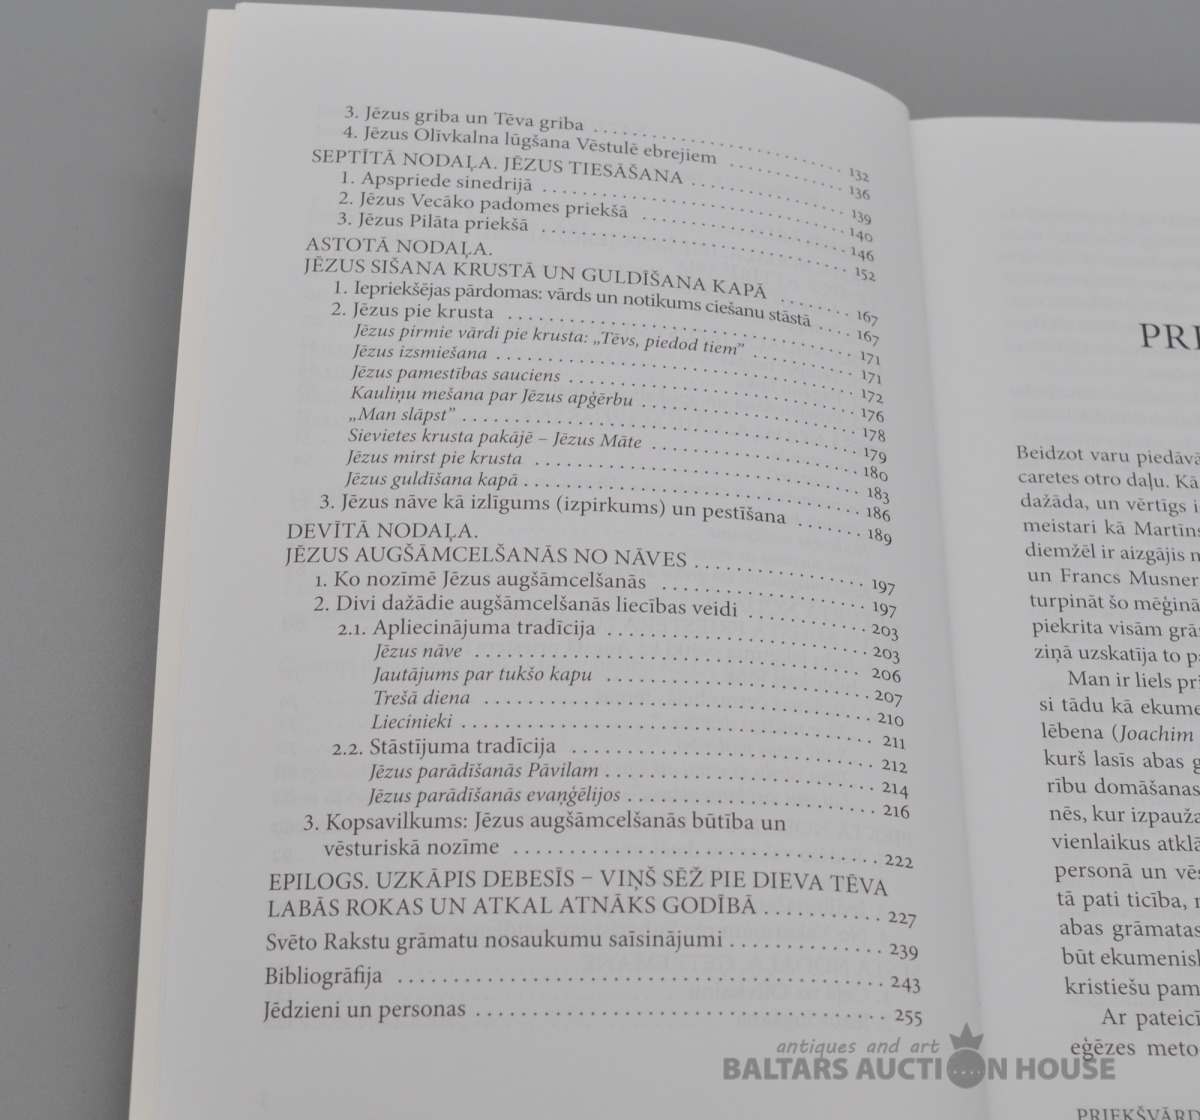 3. Jēzus griba un Tēva griba . . . . . . . . . . 132
4. Jēzus Olīvkalna lūgšana Vēstulē ebrejiem . . . . . . . . . . 136
SEPTĪTĀ NODAĻA. JĒZUS TIESĀŠANA . . . . . . . . . . 139
1. Apspriede sinedrijā . . . . . . . . . . 140
2. Jēzus Vecāko padomes priekšā . . . . . . . . . . 146
3. Jēzus Pilāta priekšā . . . . . . . . . . 152
ASTOTĀ NODAĻA.
JĒZUS SIŠANA KRUSTĀ UN GULDĪŠANA KAPĀ . . . . . . . . . . 167
1. Iepriekšējas pārdomas: vārds un notikums ciešanu stāstā . . . . . 167
2. Jēzus pie krusta . . . . . . . . . . 171
Jēzus pirmie vārdi pie krusta: „Tēvs, piedod tiem” . . . . . . . . . . 171
Jēzus izsmiešana . . . . . . . . . . 172
Jēzus pamestības sauciens . . . . . . . . . . 176
Kauliņu mešana par Jēzus apģērbu . . . . . . . . . . 178
„Man slāpst” . . . . . . . . . . 179
Sievietes krusta pakājē – Jēzus Māte . . . . . . . . . . 180
Jēzus mirst pie krusta . . . . . . . . . . 183
Jēzus guldīšana kapā . . . . . . . . . . 186
3. Jēzus nāve kā izlīgums (izpirkums) un pestīšana . . . . . . . 189
DEVĪTĀ NODAĻA.
JĒZUS AUGŠĀMCELŠANĀS NO NĀVES . . . . . . . . . . 197
1. Ko nozīmē Jēzus augšāmcelšanās . . . . . . . . . . 197
2. Divi dažādie augšāmcelšanās liecības veidi . . . . . . . . . . 203
2.1. Apliecinājuma tradīcija . . . . . . . . . . 203
Jēzus nāve . . . . . . . . . . 206
Jautājums par tukšo kapu . . . . . . . . . . 207
Trešā diena . . . . . . . . . . 210
Liecinieki . . . . . . . . . . 211
2.2. Stāstījuma tradīcija . . . . . . . . . . 212
Jēzus parādīšanās Pāvilam . . . . . . . . . . 214
Jēzus parādīšanās evaņģēlijos . . . . . . . . . . 216
3. Kopsavilkums: Jēzus augšāmcelšanās būtība un
vēsturiskā nozīme . . . . . . . . . . 222
EPILOGS. UZKĀPIS DEBESĪS – VIŅŠ SĒŽ PIE DIEVA TĒVA
LABĀS ROKAS UN ATKAL ATNĀKS GODĪBĀ . . . . . . . . . . 227
Svēto Rakstu grāmatu nosaukumu saīsinājumi . . . . . . . . . . 239
Bibliogrāfija . . . . . . . . . . 243
Jēdzieni un personas . . . . . . . . . . 255
PRI
Beidzot varu piedāvā
caretes otro daļu. Kā
dažāda, un vērtīgs i
meistari kā Martīns
diemžēl ir aizgājis n
un Francs Musner
turpināt šo mēģinā
piekrita visām grā
ziņā uzskatīja to p
Man ir liels pri
si tādu kā ekume
lēbena (Joachim
kurš lasīs abas g
rību domāšanas
nēs, kur izpauža
vienlaikus atklā
personā un vēs
tā pati ticība, n
abas grāmatas
būt ekumenisk
kristiešu pam
Ar pateicī
eģēzes meto
PRIEKŠVĀRD
antiques and art
BALTARS AUCTION HOUSE